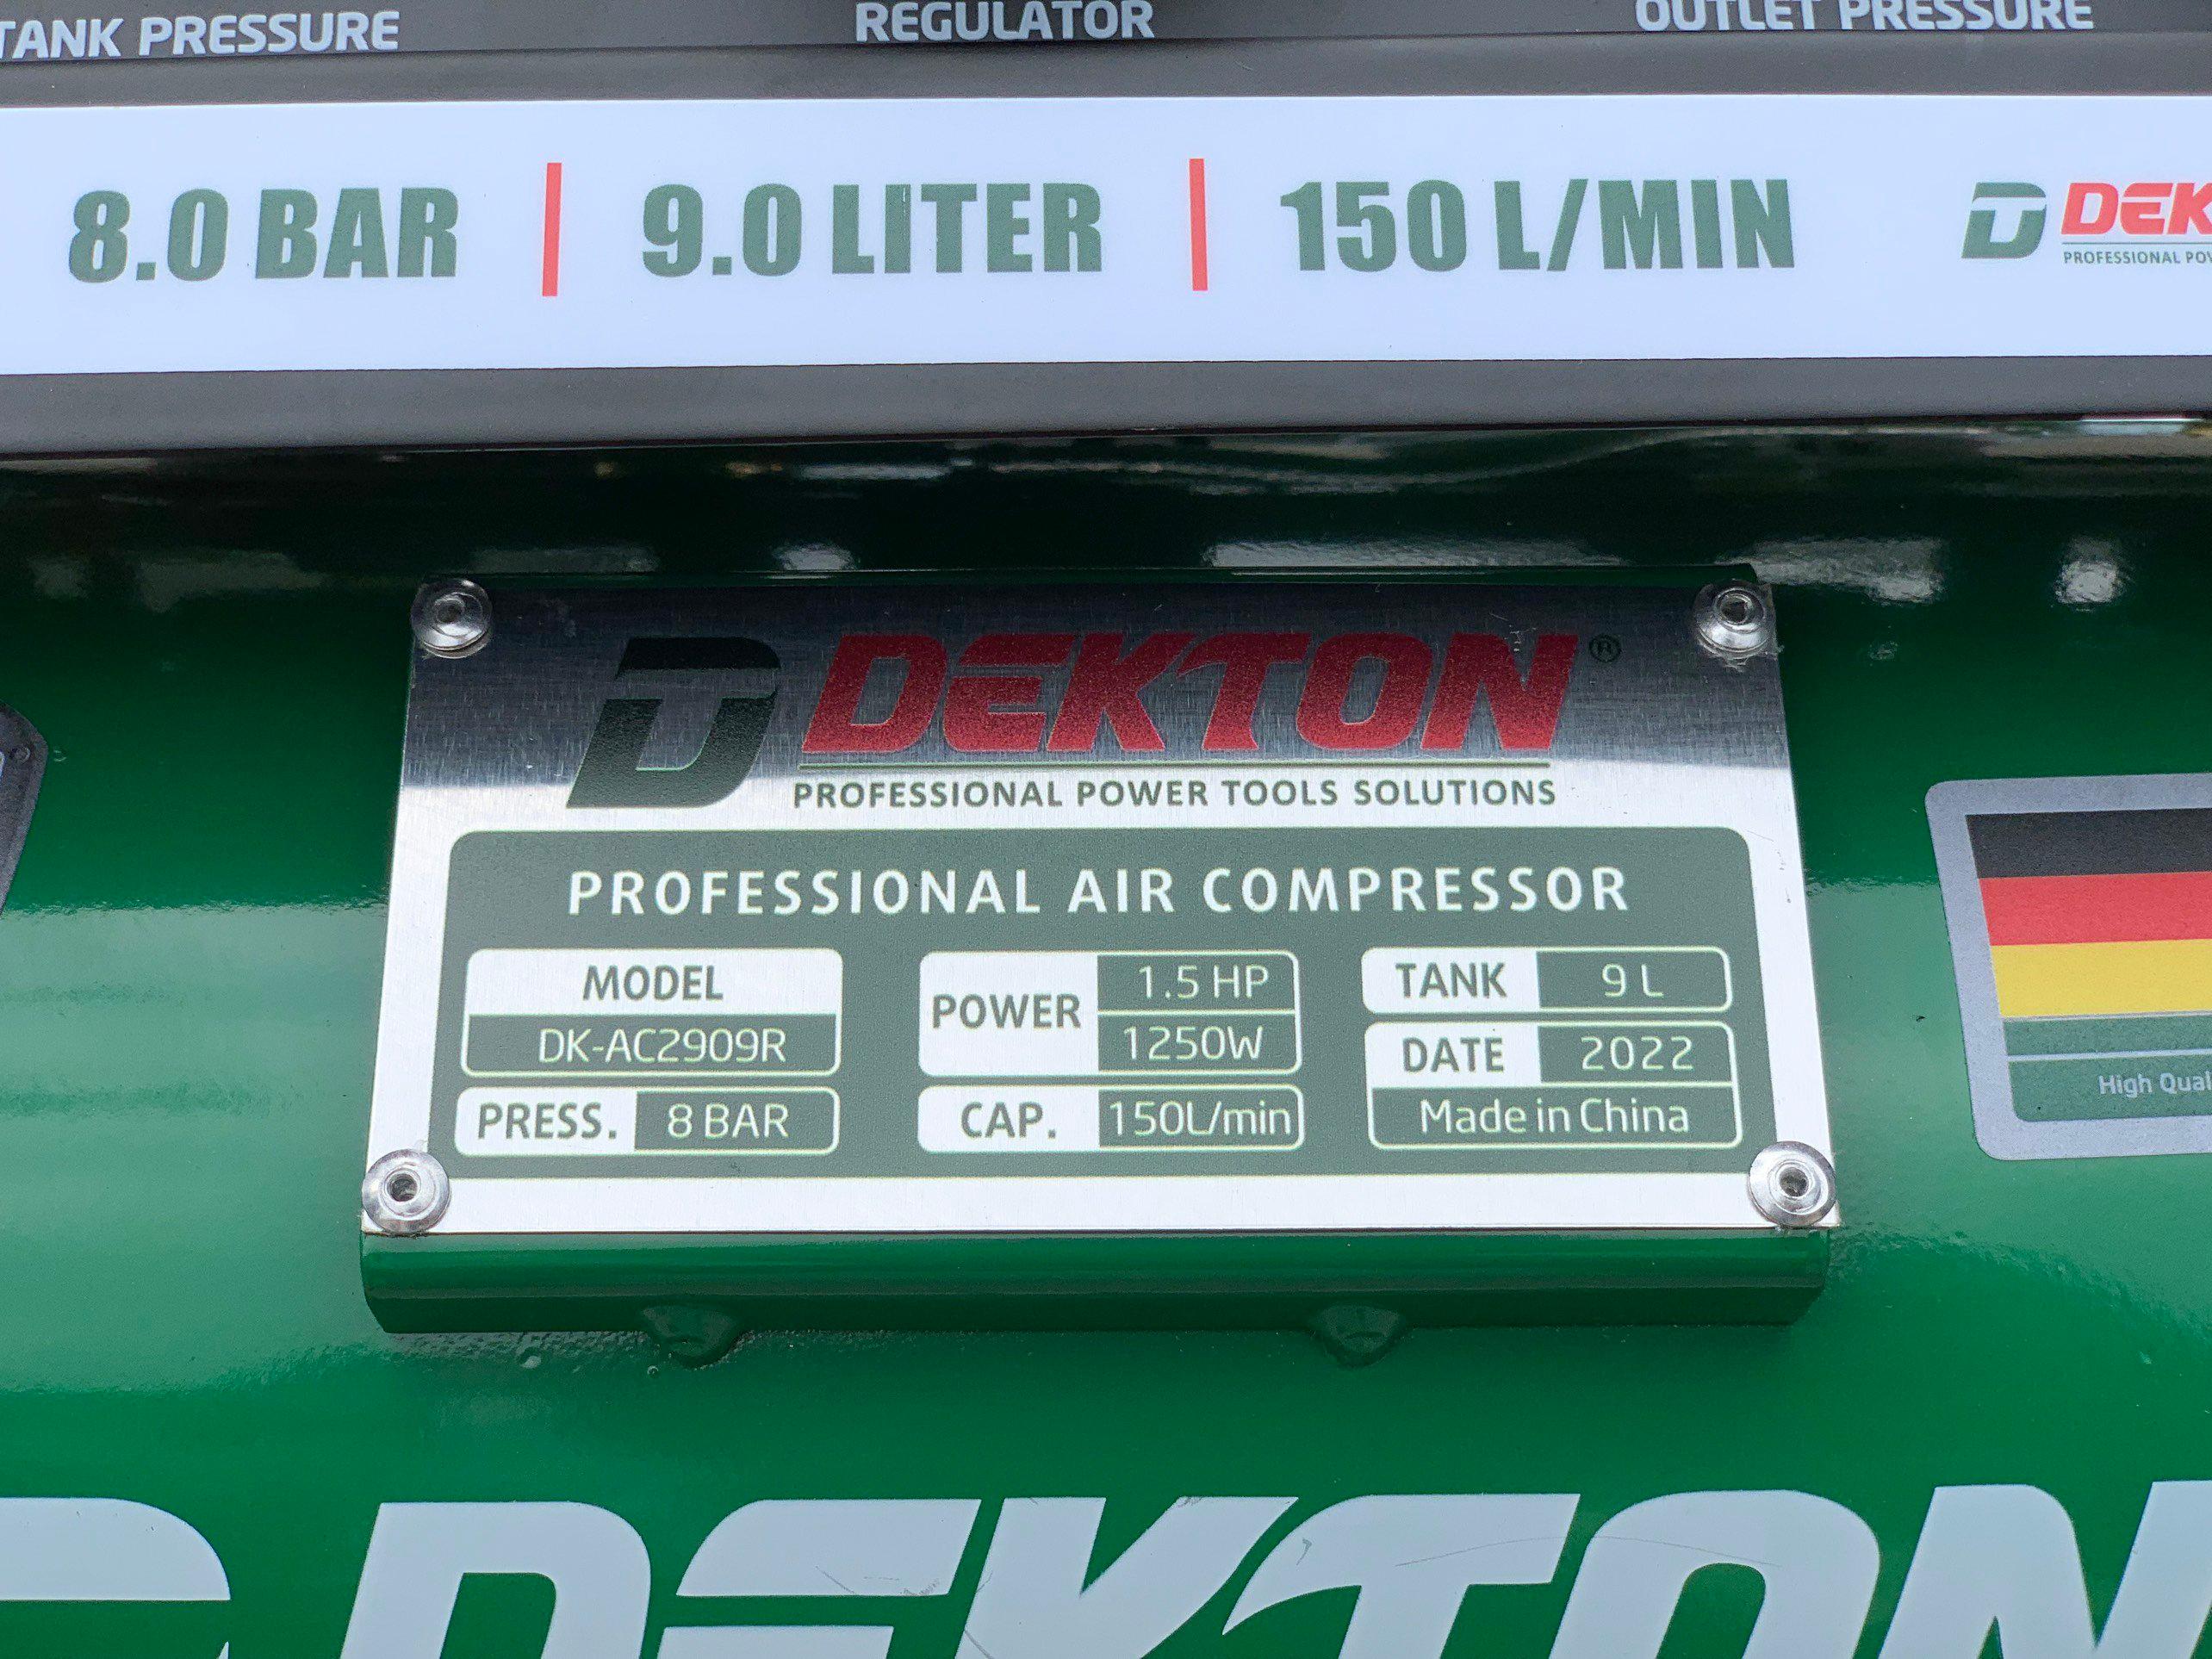 TANK PRESSURE REGULATOR OUTLET PRESSURE
8.0 BAR | 9.0 LITER | 150 L/MIN
DEKTON ®
PROFESSIONAL POWER TOOLS SOLUTIONS
PROFESSIONAL AIR COMPRESSOR
MODEL
DK-AC2909R
PRESS. 8 BAR
POWER 1.5 HP
1250W
CAP. 150L/min
TANK 9 L
DATE 2022
Made in China
High
DEKTON